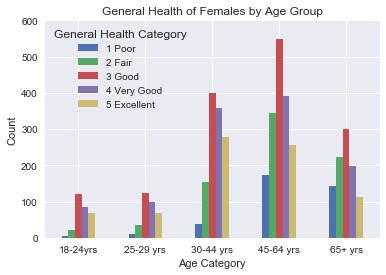 General Health of Females by Age Group
General Health Category
1 Poor
2 Fair
3 Good
4 Very Good
5 Excellent
600
500
400
300
200
100
0
Count
18-24yrs
25-29 yrs
30-44 yrs
45-64 yrs
65+ yrs
Age Category